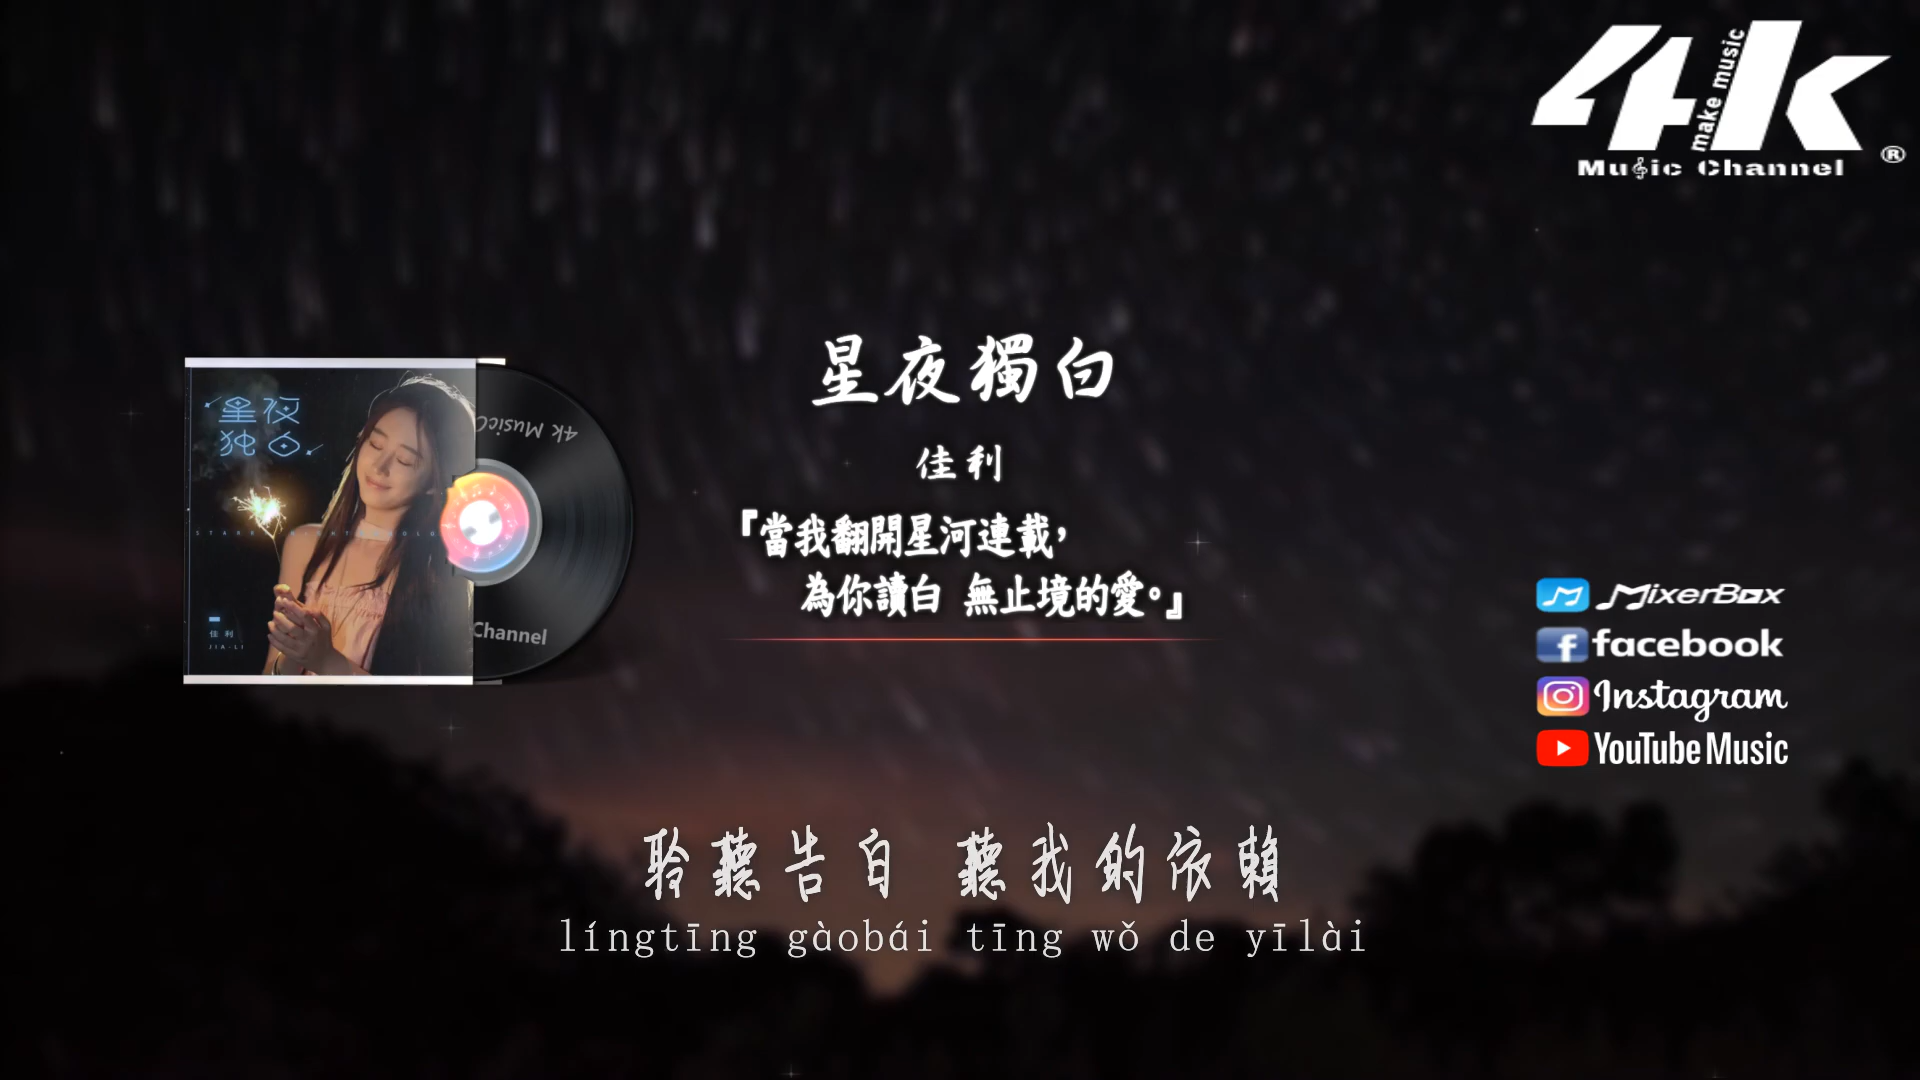 4k
make music
Music Channel ®
星夜獨白
佳利
『當我翻開星河連載，
為你讀白 無止境的愛。』
星夜
独白
佳利
JIA-LI
4k Music
Channel
MixerBox
facebook
Instagram
YouTube Music
聆聽告白 聽我的依賴
língtīng gàobái tīng wǒ de yīlài